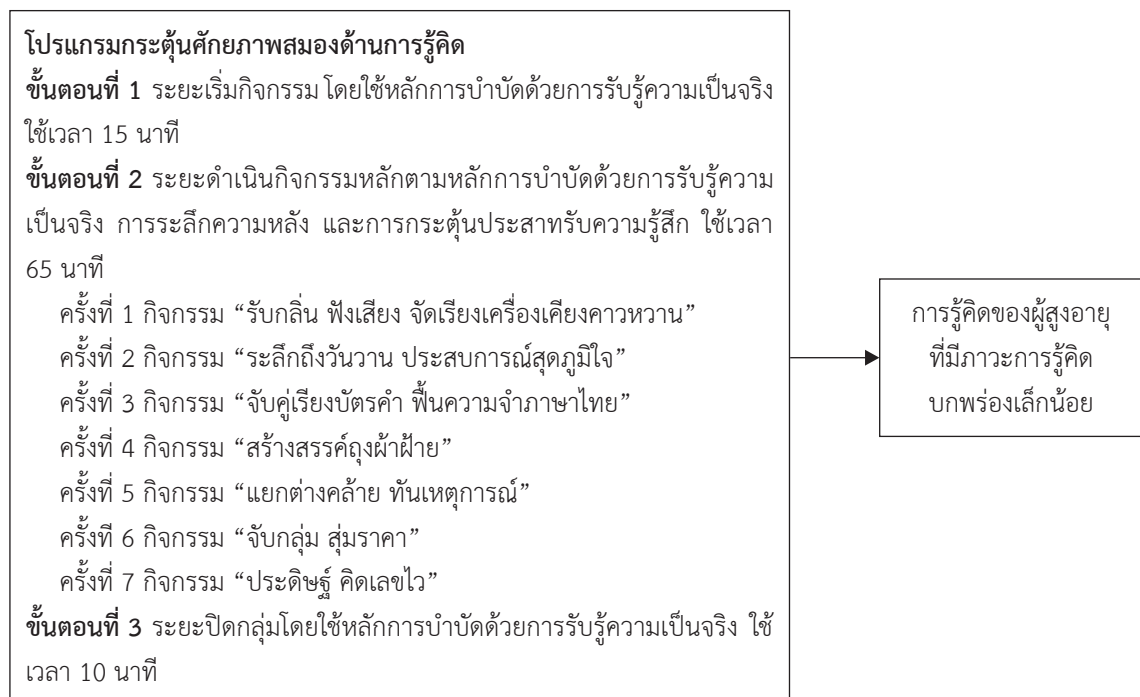 โปรแกรมกระตุ้นศักยภาพสมองด้านการรู้คิด
ขั้นตอนที่ 1 ระยะเริ่มกิจกรรม โดยใช้หลักการบำบัดด้วยการรับรู้ความเป็นจริง
ใช้เวลา 15 นาที
ขั้นตอนที่ 2 ระยะดำเนินกิจกรรมหลักตามหลักการบำบัดด้วยการรับรู้ความ
เป็นจริง การระลึกความหลัง และการกระตุ้นประสาทรับความรู้สึก ใช้เวลา
65 นาที
ครั้งที่ 1 กิจกรรม “รับกลิ่น ฟังเสียง จัดเรียงเครื่องเคียงคาวหวาน”
ครั้งที่ 2 กิจกรรม “ระลึกถึงวันวาน ประสบการณ์สุดภูมิใจ”
ครั้งที่ 3 กิจกรรม “จับคู่เรียงบัตรคำ ฟื้นความจำภาษาไทย”
ครั้งที่ 4 กิจกรรม “สร้างสรรค์ถุงผ้าฝ้าย”
ครั้งที่ 5 กิจกรรม “แยกต่างคล้าย ทันเหตุการณ์”
ครั้งที 6 กิจกรรม “จับกลุ่ม สุ่มราคา”
ครั้งที่ 7 กิจกรรม “ประดิษฐ์ คิดเลขไว”
ขั้นตอนที่ 3 ระยะปิดกลุ่มโดยใช้หลักการบำบัดด้วยการรับรู้ความเป็นจริง ใช้
เวลา 10 นาที
การรู้คิดของผู้สูงอายุ
ที่มีภาวะการรู้คิด
บกพร่องเล็กน้อย